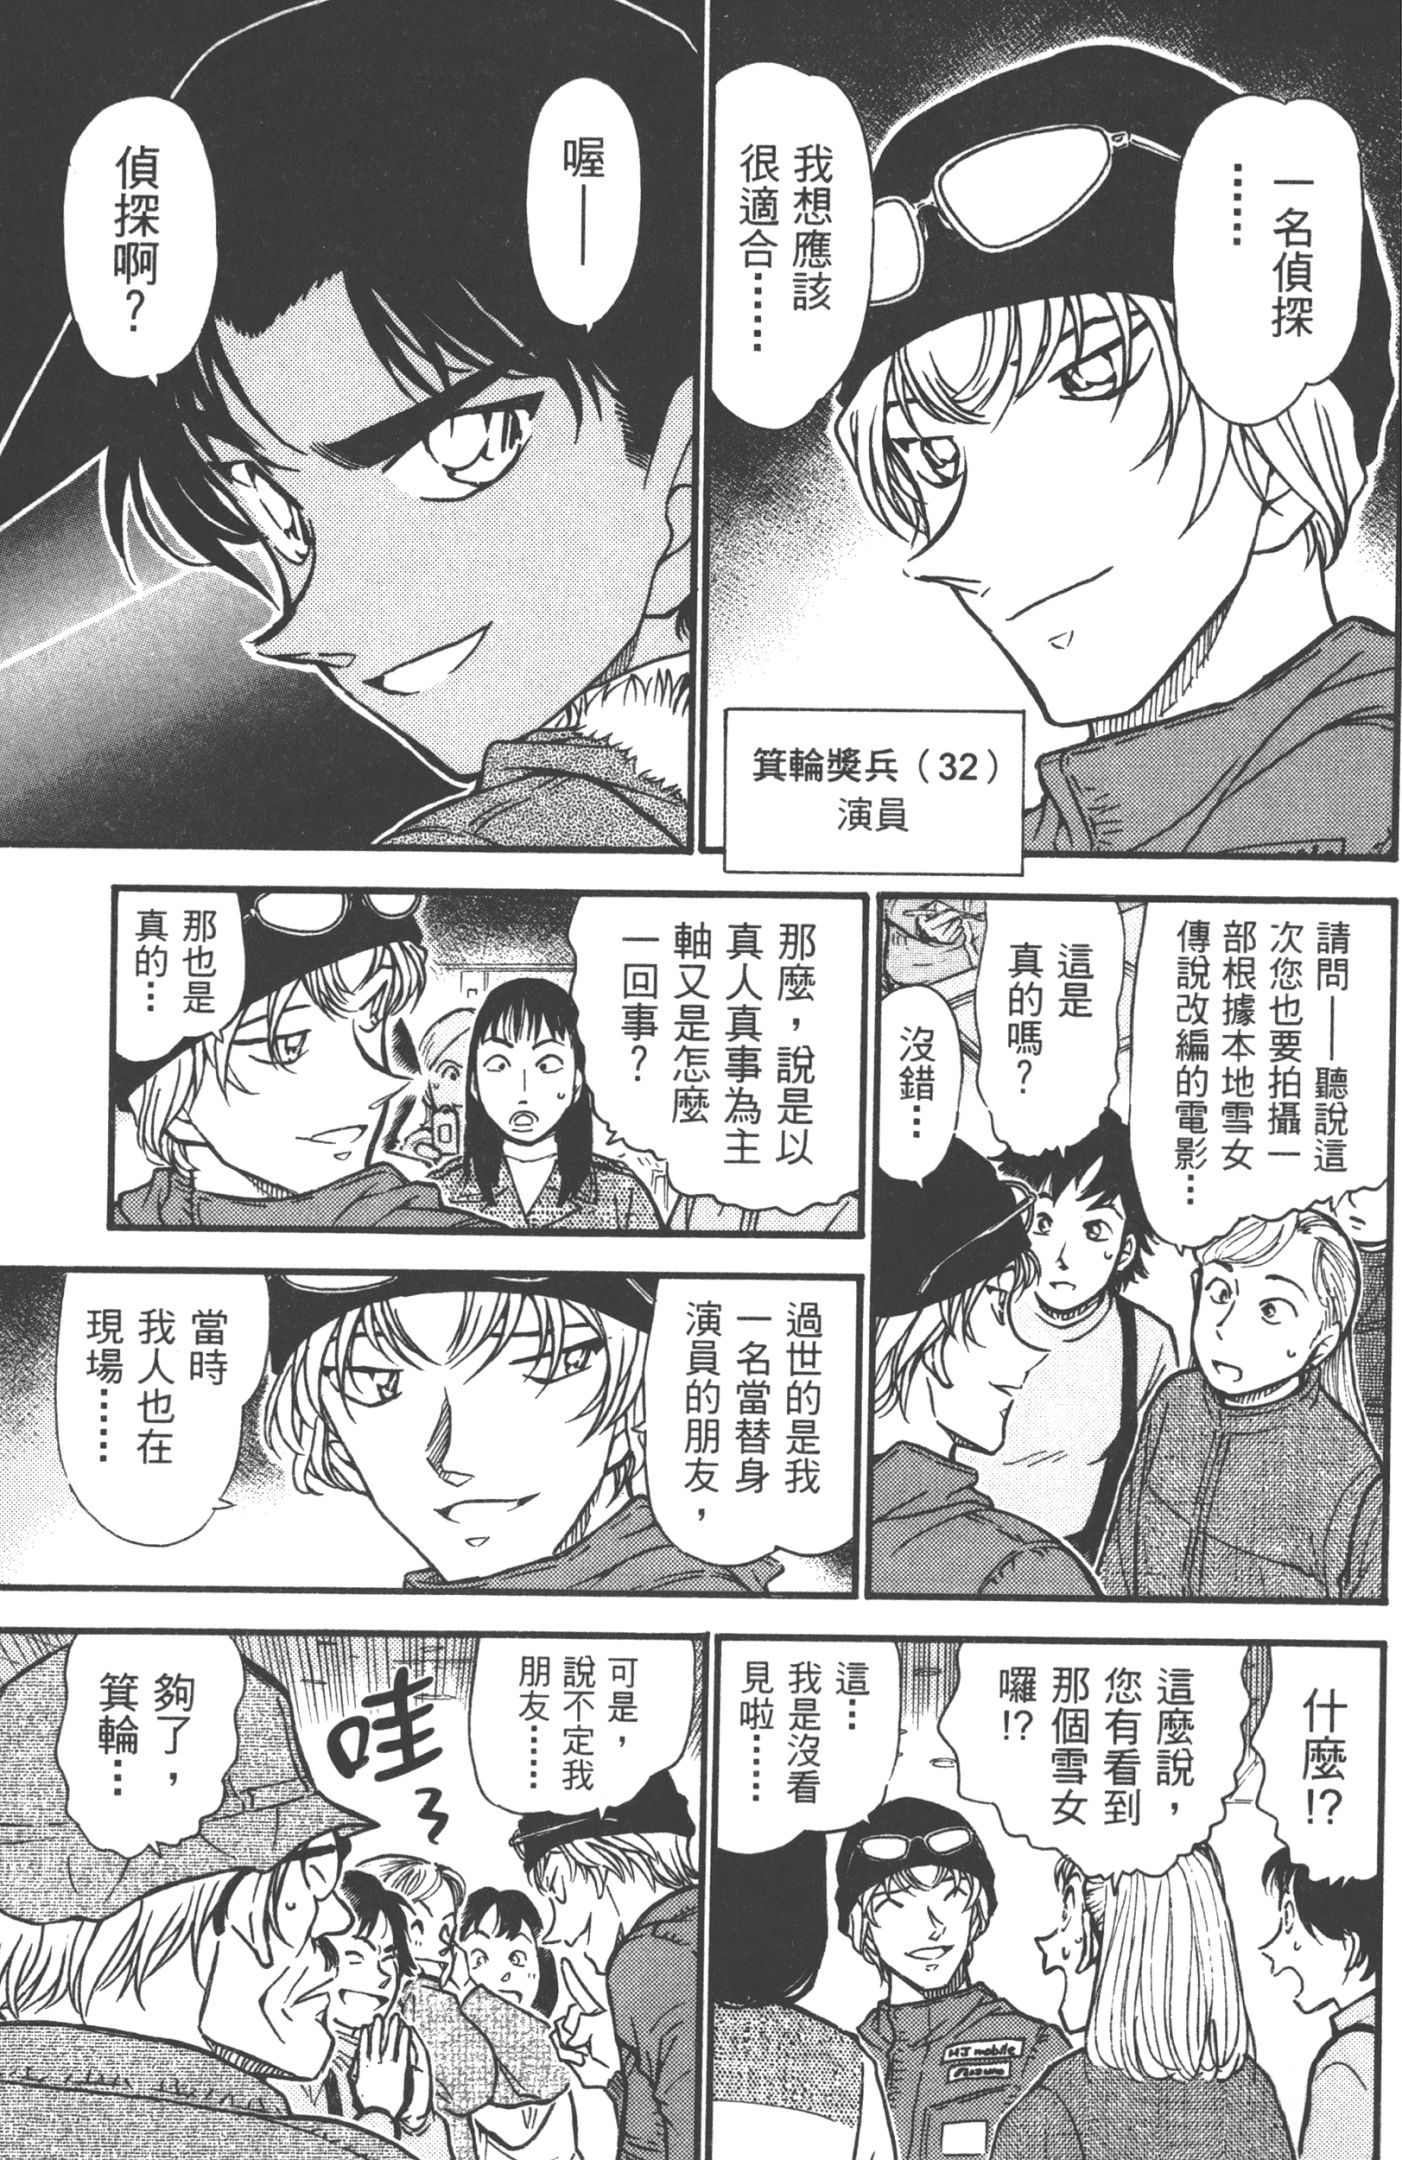 一名偵探
⋯⋯
我想應該
很適合⋯⋯
箕輪獎兵（32）
演員
喔——
偵探啊？
請問——聽說這
次您也要拍攝一
部根據本地雪女
傳說改編的電影⋯
這是
真的嗎？
沒錯⋯
那麼，說是以
真人真事為主
軸又是怎麼
一回事？
那也是
真的⋯
過世的是我
一名當替身
演員的朋友，
當時
我人也在
現場⋯⋯
什麼!?
這麼說，
您有看到
那個雪女
囉!?
這⋯
我是沒看
見啦⋯⋯
HJ mobile
可是，
說不定我
朋友⋯⋯
哇
夠了，
箕輪⋯